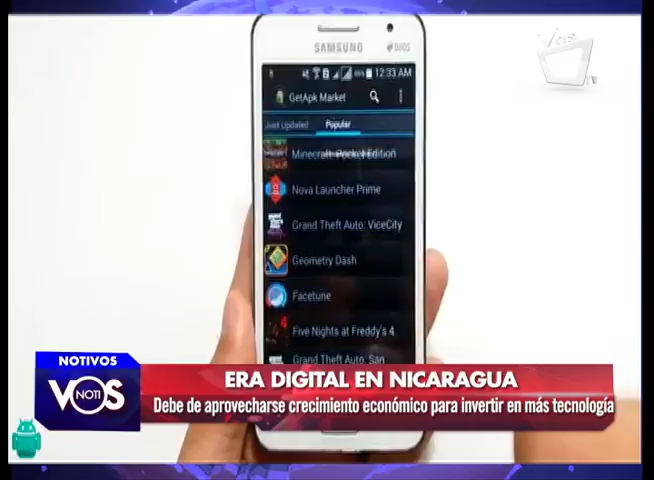 SAMSUNG
DUOS
12:33 AM
GetApk Market
Just Updated
Popular
Minecraft- Pocket Edition
Nova Launcher Prime
Grand Theft Auto: ViceCity
Geometry Dash
Facetune
Five Nights at Freddy's 4
Grand Theft Auto: San
TV
NOTIVOS
VOS
NOTI
ERA DIGITAL EN NICARAGUA
Debe de aprovecharse crecimiento económico para invertir en más tecnología